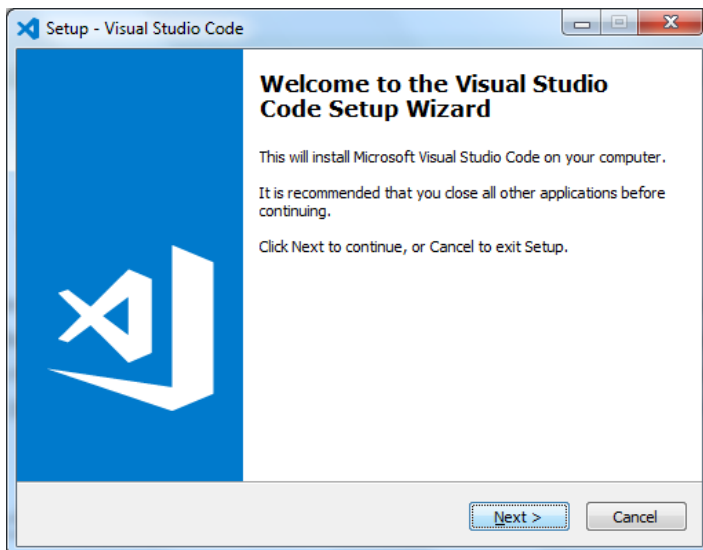 Setup - Visual Studio Code
Welcome to the Visual Studio
Code Setup Wizard
This will install Microsoft Visual Studio Code on your computer.
It is recommended that you close all other applications before
continuing.
Click Next to continue, or Cancel to exit Setup.
Next >
Cancel